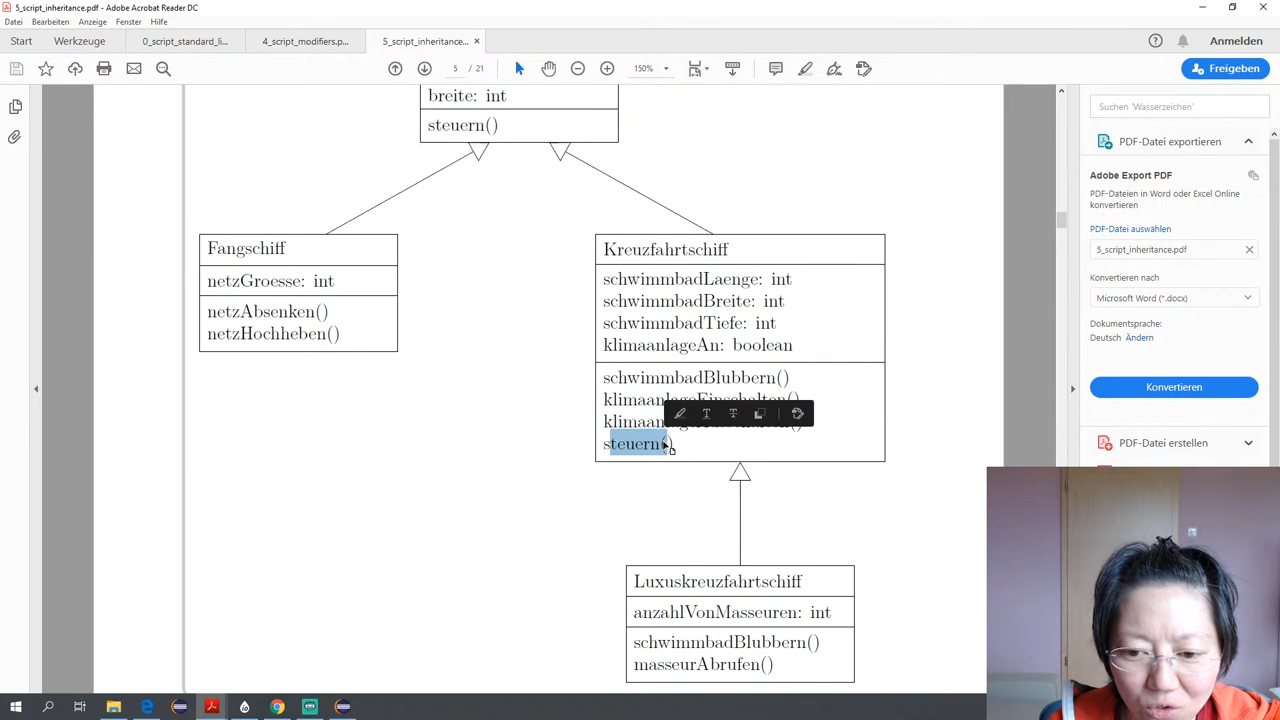 5_script_inheritance.pdf - Adobe Acrobat Reader DC
Datei Bearbeiten Anzeige Fenster Hilfe
Start Werkzeuge 0_script_standard_li... 4_script_modifiers.p... 5_script_inheritance... × Anmelden
5 / 21 150% Freigeben
breite: int
steuern()
Fangschiff
netzGroesse: int
netzAbsenken()
netzHochheben()
Kreuzfahrtschiff
schwimmbadLaenge: int
schwimmbadBreite: int
schwimmbadTiefe: int
klimaanlageAn: boolean
schwimmbadBlubbern()
klimaanlageEinschalten()
steuern()
Luxuskreuzfahrtschiff
anzahlVonMasseuren: int
schwimmbadBlubbern()
masseurAbrufen()
Suchen 'Wasserzeichen'
PDF-Datei exportieren
Adobe Export PDF
PDF-Dateien in Word oder Excel Online
konvertieren
PDF-Datei auswählen
5_script_inheritance.pdf
Konvertieren nach
Microsoft Word (*.docx)
Dokumentsprache:
Deutsch Ändern
Konvertieren
PDF-Datei erstellen